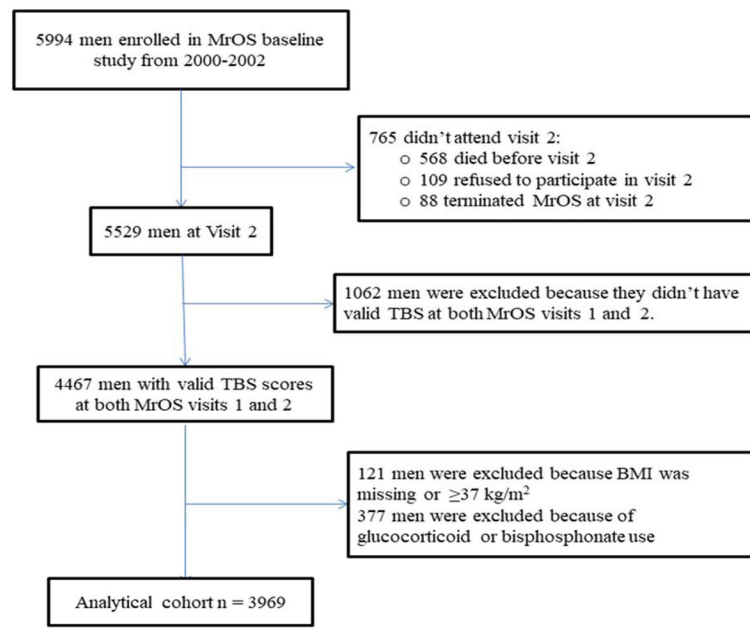 5994 men enrolled in MrOS baseline
study from 2000-2002
765 didn't attend visit 2:
o 568 died before visit 2
o 109 refused to participate in visit 2
o 88 terminated MrOS at visit 2
5529 men at Visit 2
1062 men were excluded because they didn't have
valid TBS at both MrOS visits 1 and 2.
4467 men with valid TBS scores
at both MrOS visits 1 and 2
121 men were excluded because BMI was
missing or ≥37 kg/m²
377 men were excluded because of
glucocorticoid or bisphosphonate use
Analytical cohort n = 3969